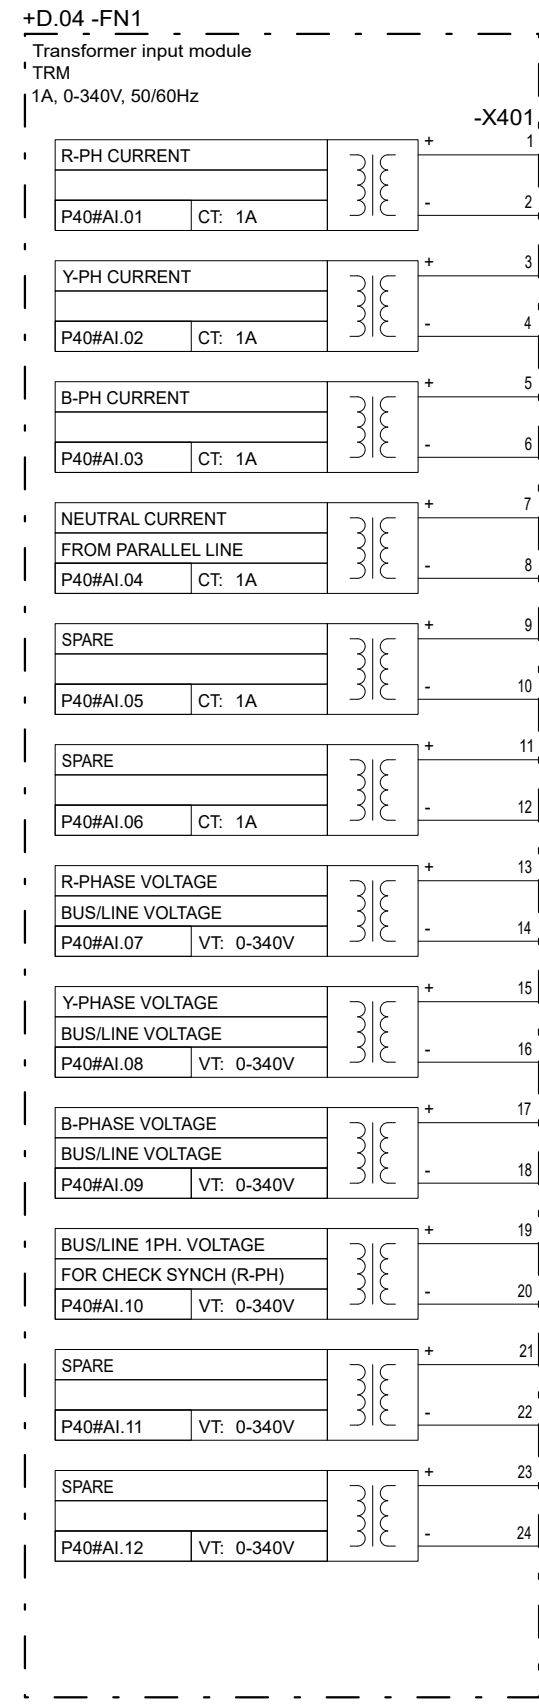 +D.04 -FN1
Transformer input module
TRM
1A, 0-340V, 50/60Hz
-X401
R-PH CURRENT
+ 1
P40#AI.01 CT: 1A
- 2
Y-PH CURRENT
+ 3
P40#AI.02 CT: 1A
- 4
B-PH CURRENT
+ 5
P40#AI.03 CT: 1A
- 6
NEUTRAL CURRENT
+ 7
FROM PARALLEL LINE
P40#AI.04 CT: 1A
- 8
SPARE
+ 9
P40#AI.05 CT: 1A
- 10
SPARE
+ 11
P40#AI.06 CT: 1A
- 12
R-PHASE VOLTAGE
+ 13
BUS/LINE VOLTAGE
P40#AI.07 VT: 0-340V
- 14
Y-PHASE VOLTAGE
+ 15
BUS/LINE VOLTAGE
P40#AI.08 VT: 0-340V
- 16
B-PHASE VOLTAGE
+ 17
BUS/LINE VOLTAGE
P40#AI.09 VT: 0-340V
- 18
BUS/LINE 1PH. VOLTAGE
+ 19
FOR CHECK SYNCH (R-PH)
P40#AI.10 VT: 0-340V
- 20
SPARE
+ 21
P40#AI.11 VT: 0-340V
- 22
SPARE
+ 23
P40#AI.12 VT: 0-340V
- 24